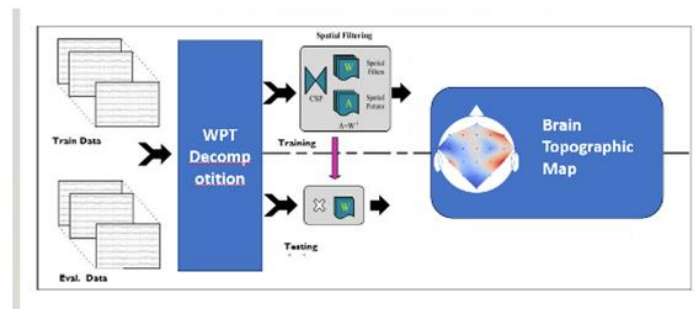 Spatial Filtering
W
Spatial
Filters
CSP
A
Spatial
Patterns
A=W⁻¹
Train Data
WPT
Decomp
otition
Training
Brain
Topographic
Map
W
Testing
Eval. Data